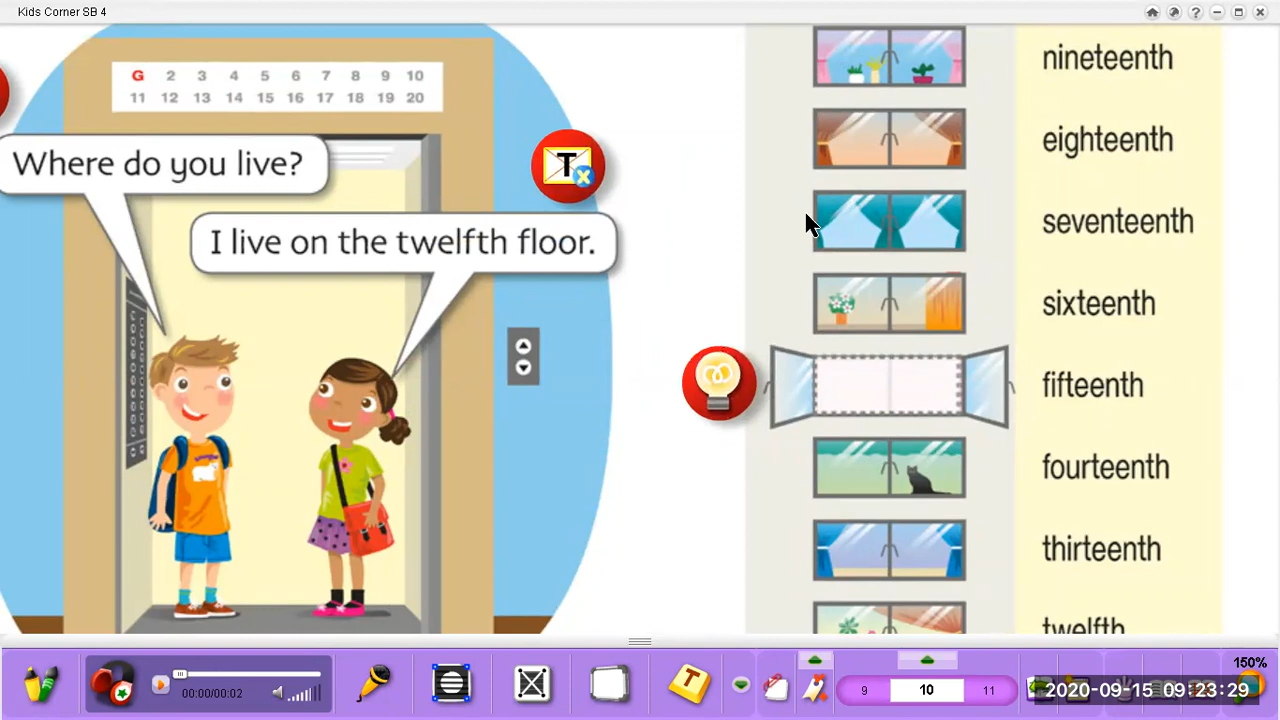 Kids Corner SB 4
G 2 3 4 5 6 7 8 9 10
11 12 13 14 15 16 17 18 19 20
Where do you live?
T
I live on the twelfth floor.
nineteenth
eighteenth
seventeenth
sixteenth
fifteenth
fourteenth
thirteenth
twelfth
00:00/00:02
T
9 10 11
150%
2020-09-15 09:23:29